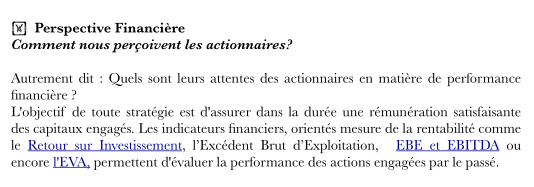 Perspective Financière
Comment nous perçoivent les actionnaires?
Autrement dit : Quels sont leurs attentes des actionnaires en matière de performance
financière ?
L'objectif de toute stratégie est d'assurer dans la durée une rémunération satisfaisante
des capitaux engagés. Les indicateurs financiers, orientés mesure de la rentabilité comme
le Retour sur Investissement, l'Excédent Brut d'Exploitation, EBE et EBITDA ou
encore l'EVA, permettent d'évaluer la performance des actions engagées par le passé.